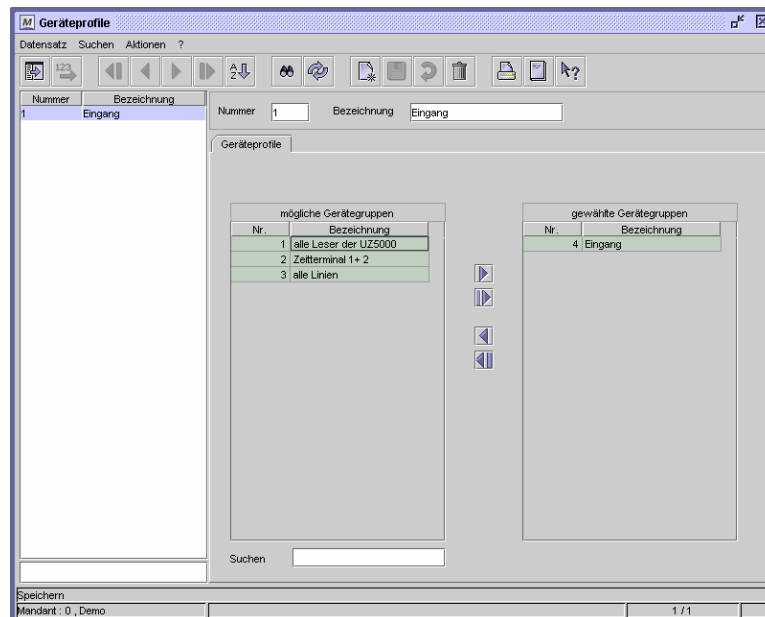 Geräteprofile
Datensatz Suchen Aktionen ?
Nummer Bezeichnung
1 Eingang
Nummer 1 Bezeichnung Eingang
Geräteprofile
mögliche Gerätegruppen
Nr. Bezeichnung
1 alle Leser der UZ5000
2 Zeitterminal 1+ 2
3 alle Linien
gewählte Gerätegruppen
Nr. Bezeichnung
4 Eingang
Suchen
Speichern
Mandant : 0 , Demo 1 / 1